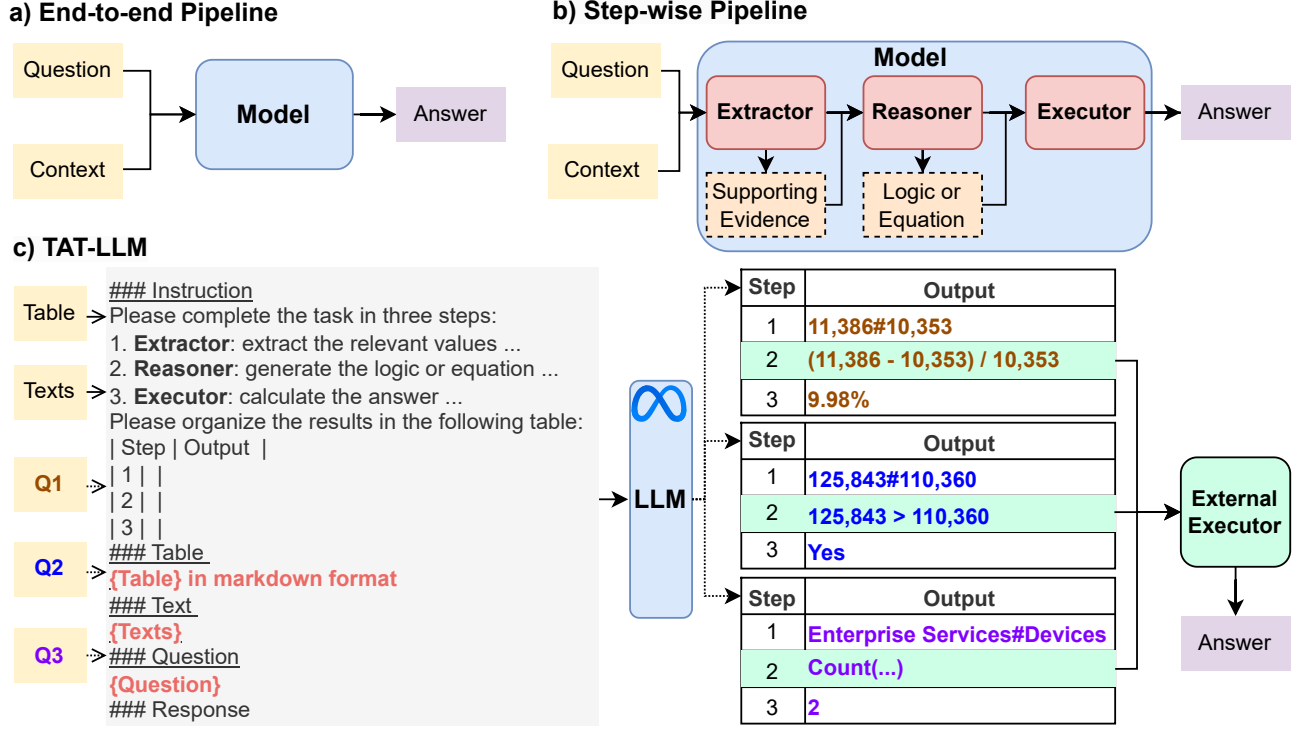 a) End-to-end Pipeline
Question
Context
Model
Answer
b) Step-wise Pipeline
Question
Context
Model
Extractor
Reasoner
Executor
Supporting
Evidence
Logic or
Equation
Answer
c) TAT-LLM
Table
Texts
Q1
Q2
Q3
### Instruction
Please complete the task in three steps:
1. Extractor: extract the relevant values ...
2. Reasoner: generate the logic or equation ...
3. Executor: calculate the answer ...
Please organize the results in the following table:
| Step | Output |
| 1 | |
| 2 | |
| 3 | |
### Table
{Table} in markdown format
### Text
{Texts}
### Question
{Question}
### Response
LLM
Step Output
1 11,386#10,353
2 (11,386 - 10,353) / 10,353
3 9.98%
Step Output
1 125,843#110,360
2 125,843 > 110,360
3 Yes
Step Output
1 Enterprise Services#Devices
2 Count(...)
3 2
External
Executor
Answer